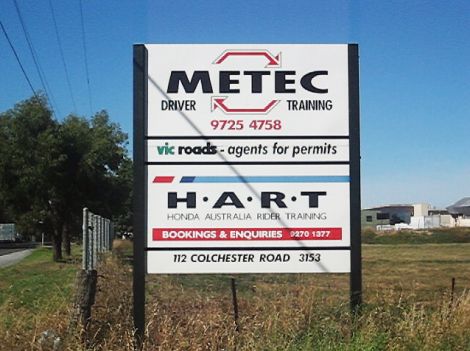 METEC
DRIVER TRAINING
9725 4758
vic roads - agents for permits
H·A·R·T
HONDA AUSTRALIA RIDER TRAINING
BOOKINGS & ENQUIRIES 9270 1377
112 COLCHESTER ROAD 3153